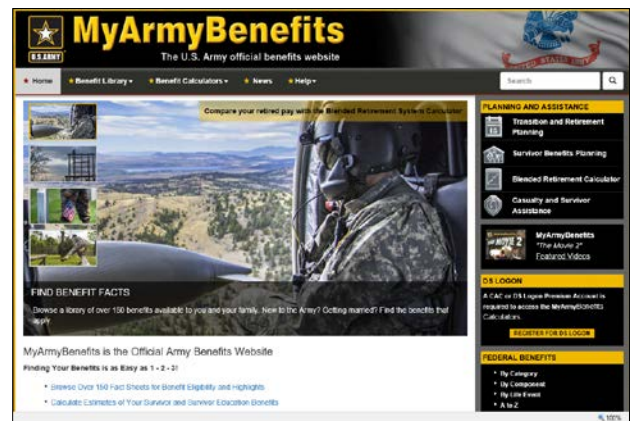 MyArmyBenefits
U.S. ARMY
The U.S. Army official benefits website
Home Benefit Library Benefit Calculators News Help Search
Compare your retired pay with the Blended Retirement System Calculator
FIND BENEFIT FACTS
Browse a library of over 150 benefits available to you and your family. New to the Army? Getting married? Find the benefits that
apply
MyArmyBenefits is the Official Army Benefits Website
Finding Your Benefits is as Easy as 1 - 2 - 3!
Browse Over 150 Fact Sheets for Benefit Eligibility and Highlights
Calculate Estimates of Your Survivor and Survivor Education Benefits
PLANNING AND ASSISTANCE
Transition and Retirement
Planning
Survivor Benefits Planning
Blended Retirement Calculator
Casualty and Survivor
Assistance
MyArmyBenefits
"The Movie 2"
Featured Videos
DS LOGON
A CAC or DS Logon Premium Account is
required to access the MyArmyBenefits
Calculators.
REGISTER FOR DS LOGON
FEDERAL BENEFITS
By Category
By Component
By Life Event
A to Z
100%